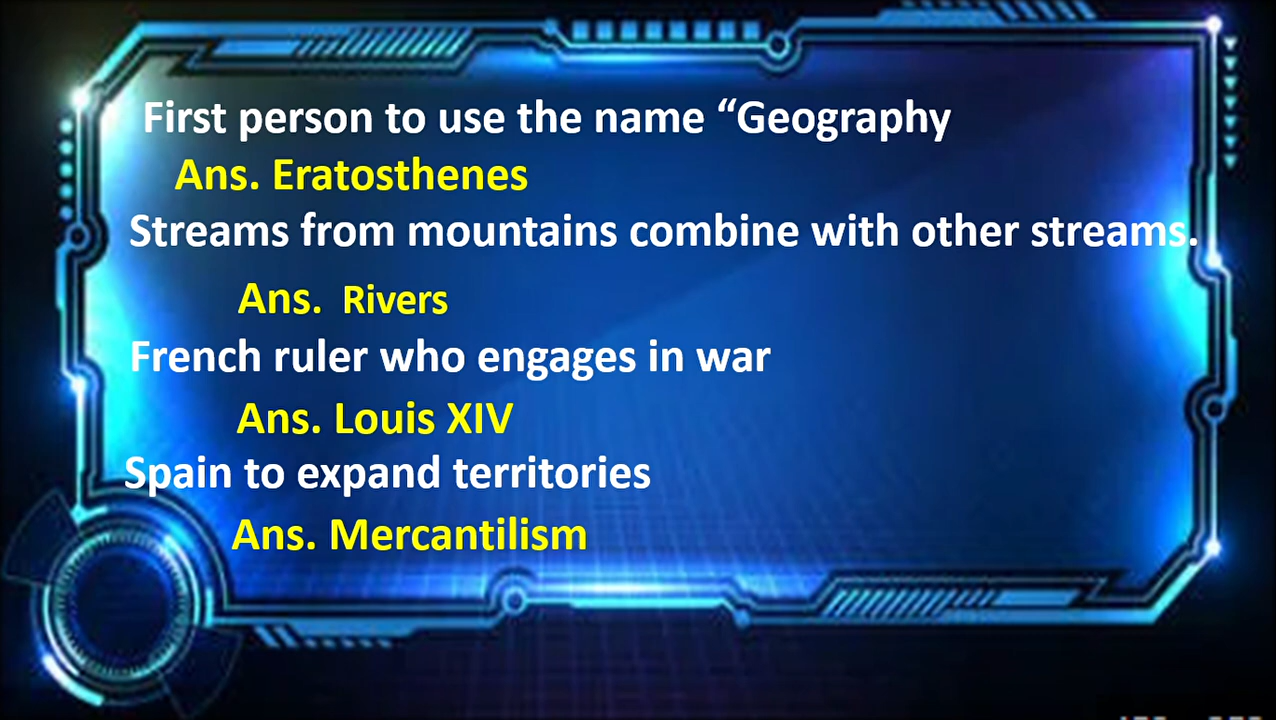 First person to use the name “Geography
Ans. Eratosthenes
Streams from mountains combine with other streams.
Ans. Rivers
French ruler who engages in war
Ans. Louis XIV
Spain to expand territories
Ans. Mercantilism